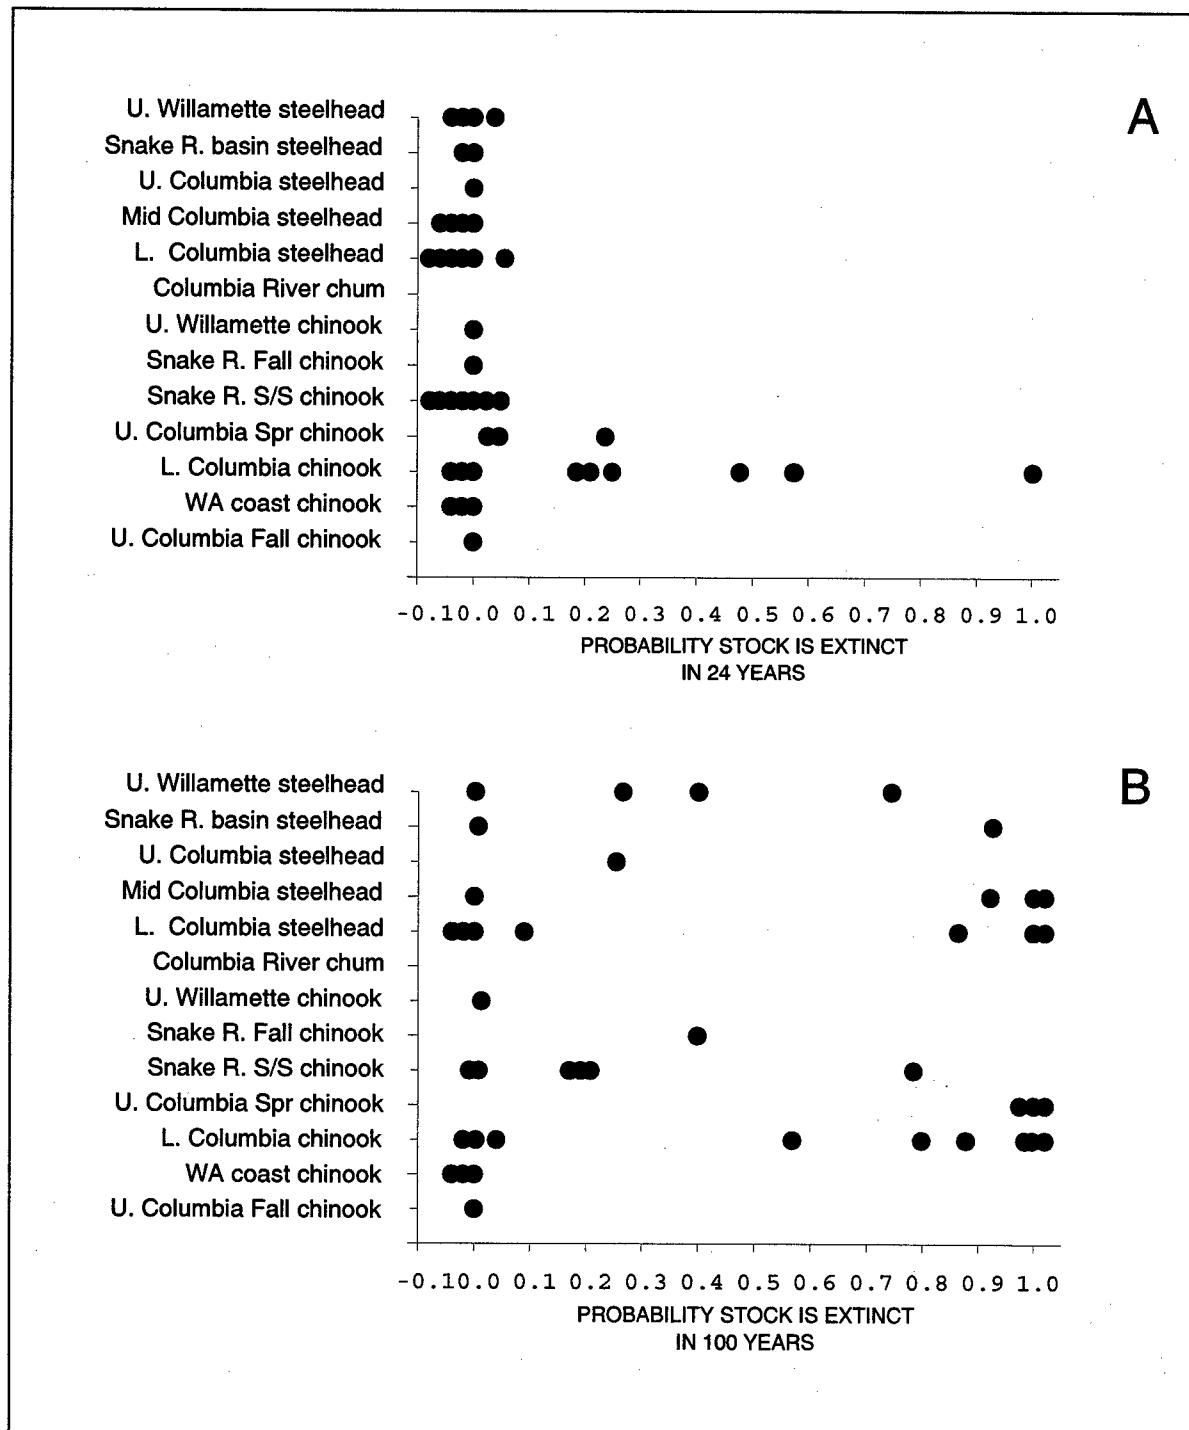 A
U. Willamette steelhead
Snake R. basin steelhead
U. Columbia steelhead
Mid Columbia steelhead
L. Columbia steelhead
Columbia River chum
U. Willamette chinook
Snake R. Fall chinook
Snake R. S/S chinook
U. Columbia Spr chinook
L. Columbia chinook
WA coast chinook
U. Columbia Fall chinook
-0.1 0.0 0.1 0.2 0.3 0.4 0.5 0.6 0.7 0.8 0.9 1.0
PROBABILITY STOCK IS EXTINCT
IN 24 YEARS
B
U. Willamette steelhead
Snake R. basin steelhead
U. Columbia steelhead
Mid Columbia steelhead
L. Columbia steelhead
Columbia River chum
U. Willamette chinook
Snake R. Fall chinook
Snake R. S/S chinook
U. Columbia Spr chinook
L. Columbia chinook
WA coast chinook
U. Columbia Fall chinook
-0.1 0.0 0.1 0.2 0.3 0.4 0.5 0.6 0.7 0.8 0.9 1.0
PROBABILITY STOCK IS EXTINCT
IN 100 YEARS